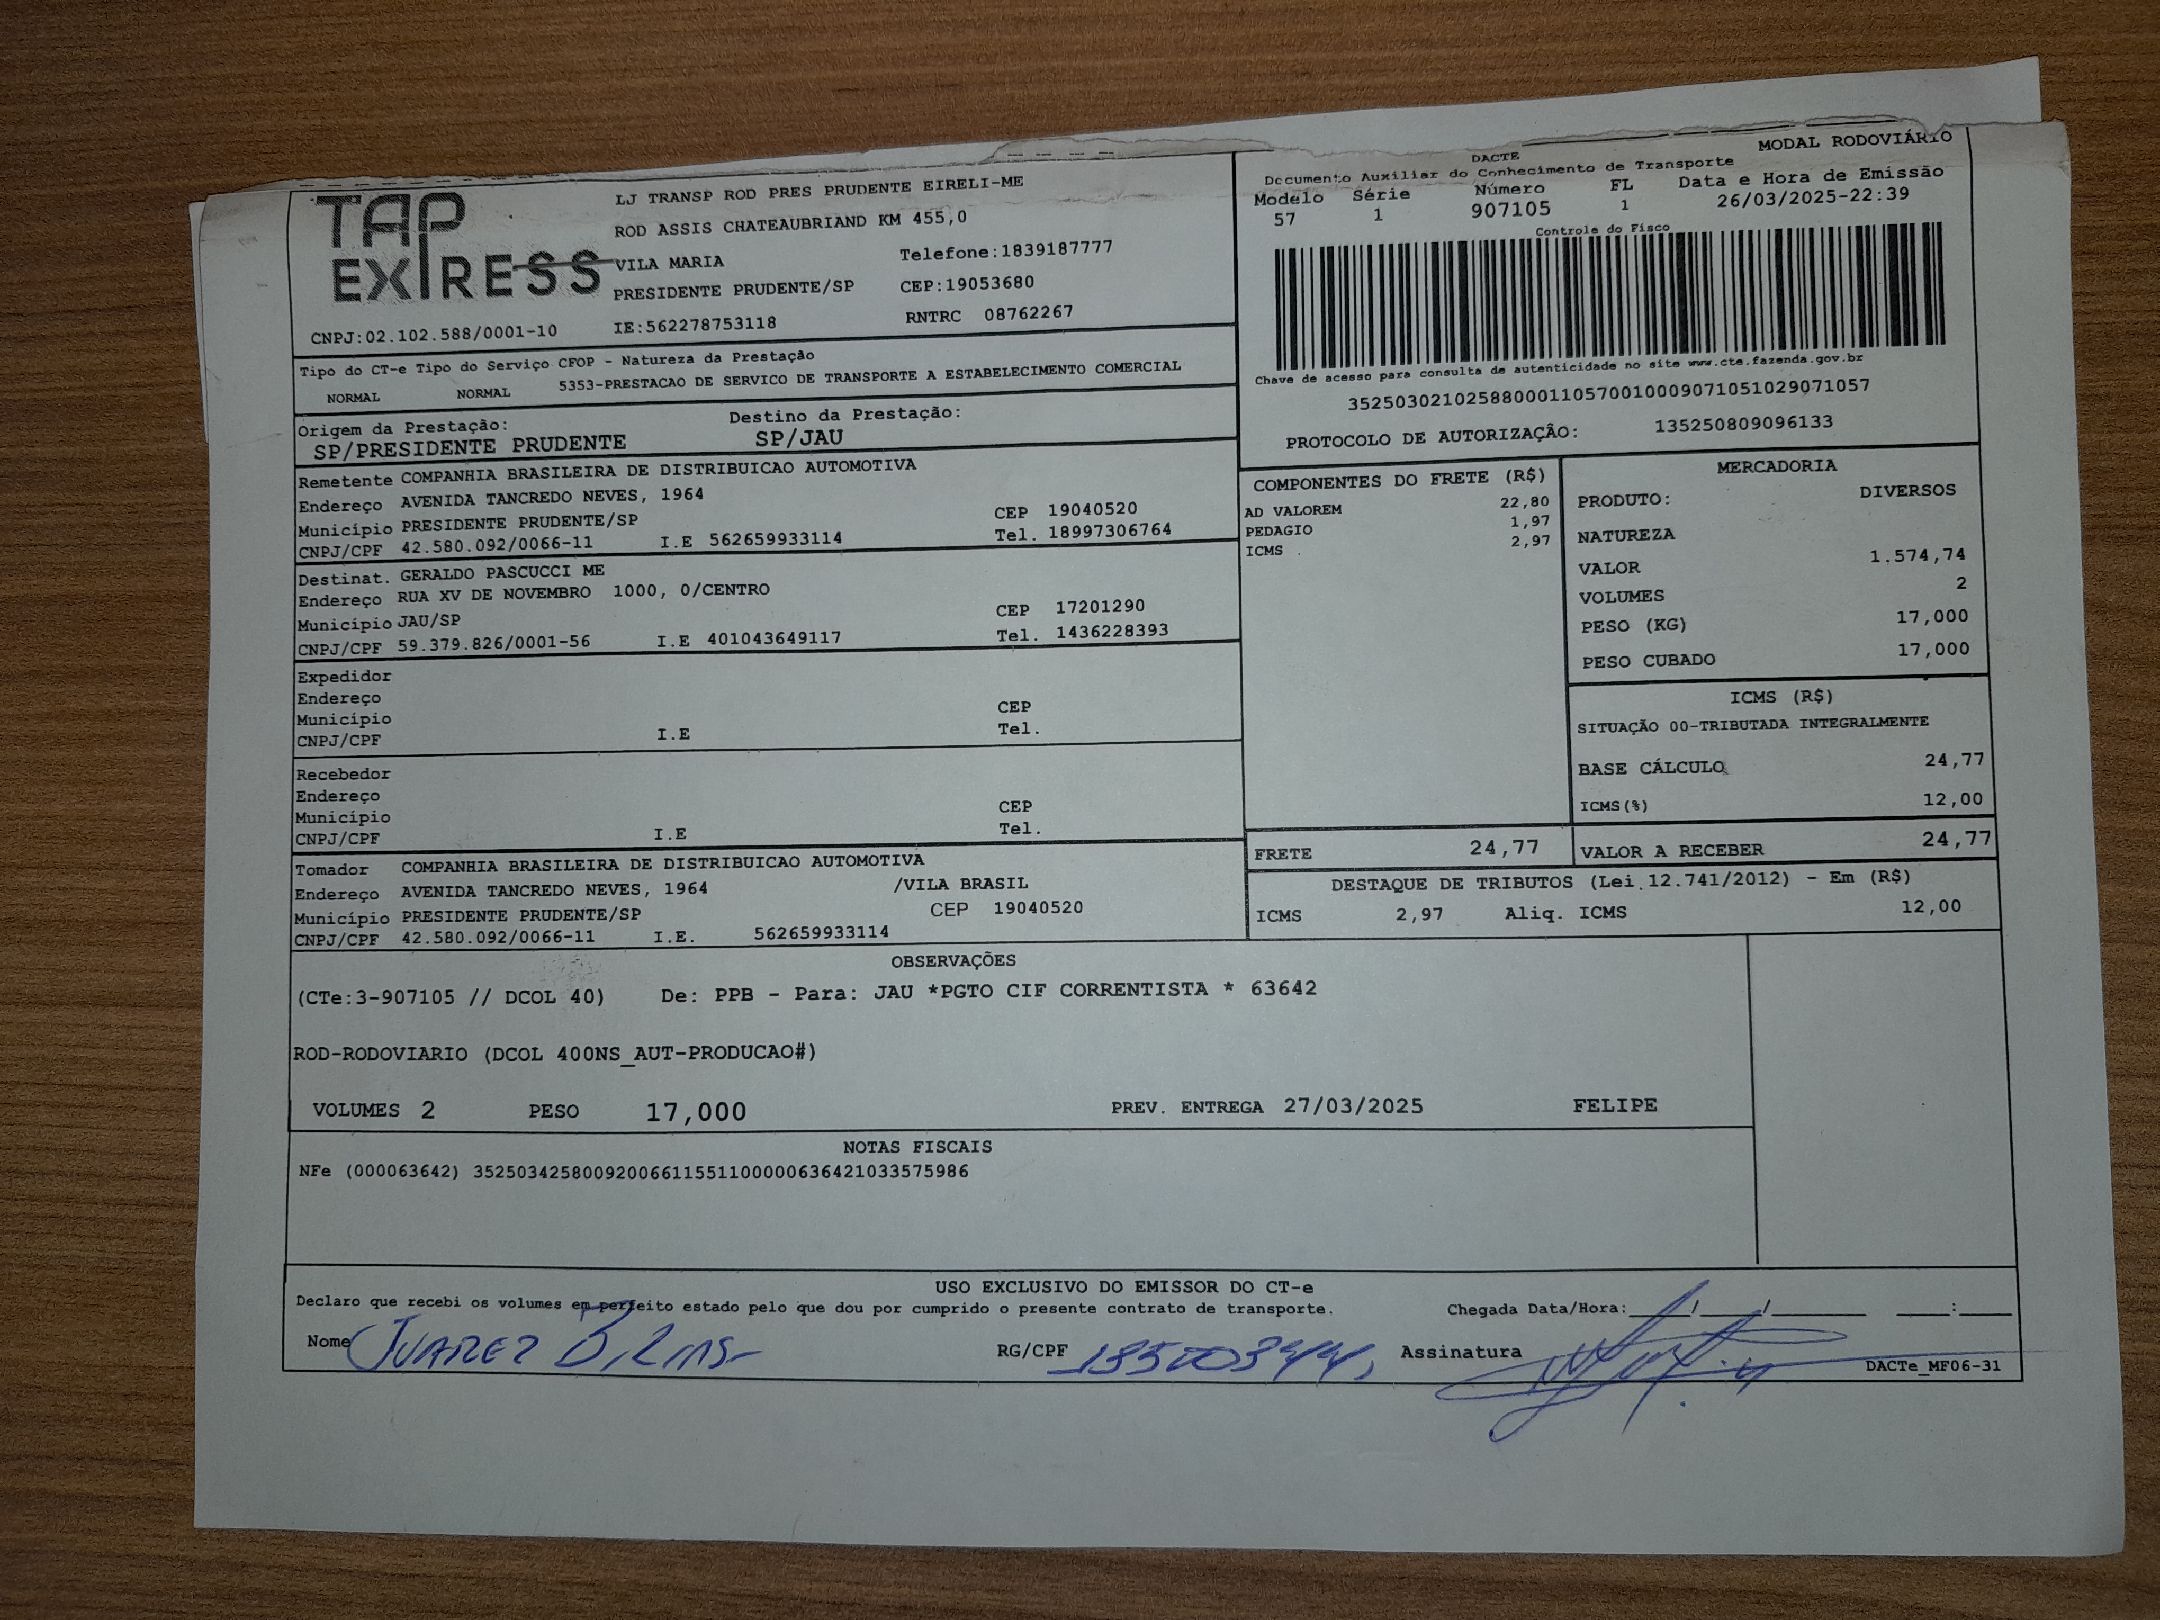 TAP
EXPRESS
LJ TRANSP ROD PRES PRUDENTE EIRELI-ME
ROD ASSIS CHATEAUBRIAND KM 455,0
VILA MARIA Telefone:1839187777
PRESIDENTE PRUDENTE/SP CEP:19053680
CNPJ:02.102.588/0001-10 IE:562278753118 RNTRC 08762267
DACTE MODAL RODOVIÁRIO
Documento Auxiliar do Conhecimento de Transporte
Modelo Série Número FL Data e Hora de Emissão
57 1 907105 1 26/03/2025-22:39
Controle do Fisco
Chave de acesso para consulta de autenticidade no site www.cte.fazenda.gov.br
35250302102588000110570010009071051029071057
PROTOCOLO DE AUTORIZAÇÃO: 135250809096133
Tipo do CT-e Tipo do Serviço CFOP - Natureza da Prestação
NORMAL NORMAL 5353-PRESTACAO DE SERVICO DE TRANSPORTE A ESTABELECIMENTO COMERCIAL
Origem da Prestação: Destino da Prestação:
SP/PRESIDENTE PRUDENTE SP/JAU
Remetente COMPANHIA BRASILEIRA DE DISTRIBUICAO AUTOMOTIVA
Endereço AVENIDA TANCREDO NEVES, 1964
Município PRESIDENTE PRUDENTE/SP CEP 19040520
CNPJ/CPF 42.580.092/0066-11 I.E 562659933114 Tel. 18997306764
Destinat. GERALDO PASCUCCI ME
Endereço RUA XV DE NOVEMBRO 1000, 0/CENTRO
Município JAU/SP CEP 17201290
CNPJ/CPF 59.379.826/0001-56 I.E 401043649117 Tel. 1436228393
Expedidor
Endereço
Município CEP
CNPJ/CPF I.E Tel.
Recebedor
Endereço
Município CEP
CNPJ/CPF I.E Tel.
Tomador COMPANHIA BRASILEIRA DE DISTRIBUICAO AUTOMOTIVA
Endereço AVENIDA TANCREDO NEVES, 1964 /VILA BRASIL
Município PRESIDENTE PRUDENTE/SP CEP 19040520
CNPJ/CPF 42.580.092/0066-11 I.E. 562659933114
COMPONENTES DO FRETE (R$)
AD VALOREM 22,80
PEDAGIO 1,97
ICMS 2,97
MERCADORIA
PRODUTO: DIVERSOS
NATUREZA
VALOR 1.574,74
VOLUMES 2
PESO (KG) 17,000
PESO CUBADO 17,000
ICMS (R$)
SITUAÇÃO 00-TRIBUTADA INTEGRALMENTE
BASE CÁLCULO 24,77
ICMS(%) 12,00
FRETE 24,77 VALOR A RECEBER 24,77
DESTAQUE DE TRIBUTOS (Lei 12.741/2012) - Em (R$)
ICMS 2,97 Aliq. ICMS 12,00
OBSERVAÇÕES
(CTe:3-907105 // DCOL 40) De: PPB - Para: JAU *PGTO CIF CORRENTISTA * 63642
ROD-RODOVIARIO (DCOL 400NS_AUT-PRODUCAO#)
VOLUMES 2 PESO 17,000 PREV. ENTREGA 27/03/2025 FELIPE
NOTAS FISCAIS
NFe (000063642) 35250342580092006611551100000636421033575986
USO EXCLUSIVO DO EMISSOR DO CT-e
Declaro que recebi os volumes em perfeito estado pelo que dou por cumprido o presente contrato de transporte. Chegada Data/Hora:____/____/______ ____:____
Nome JUAREZ RG/CPF Assinatura
DACTe_MF06-31